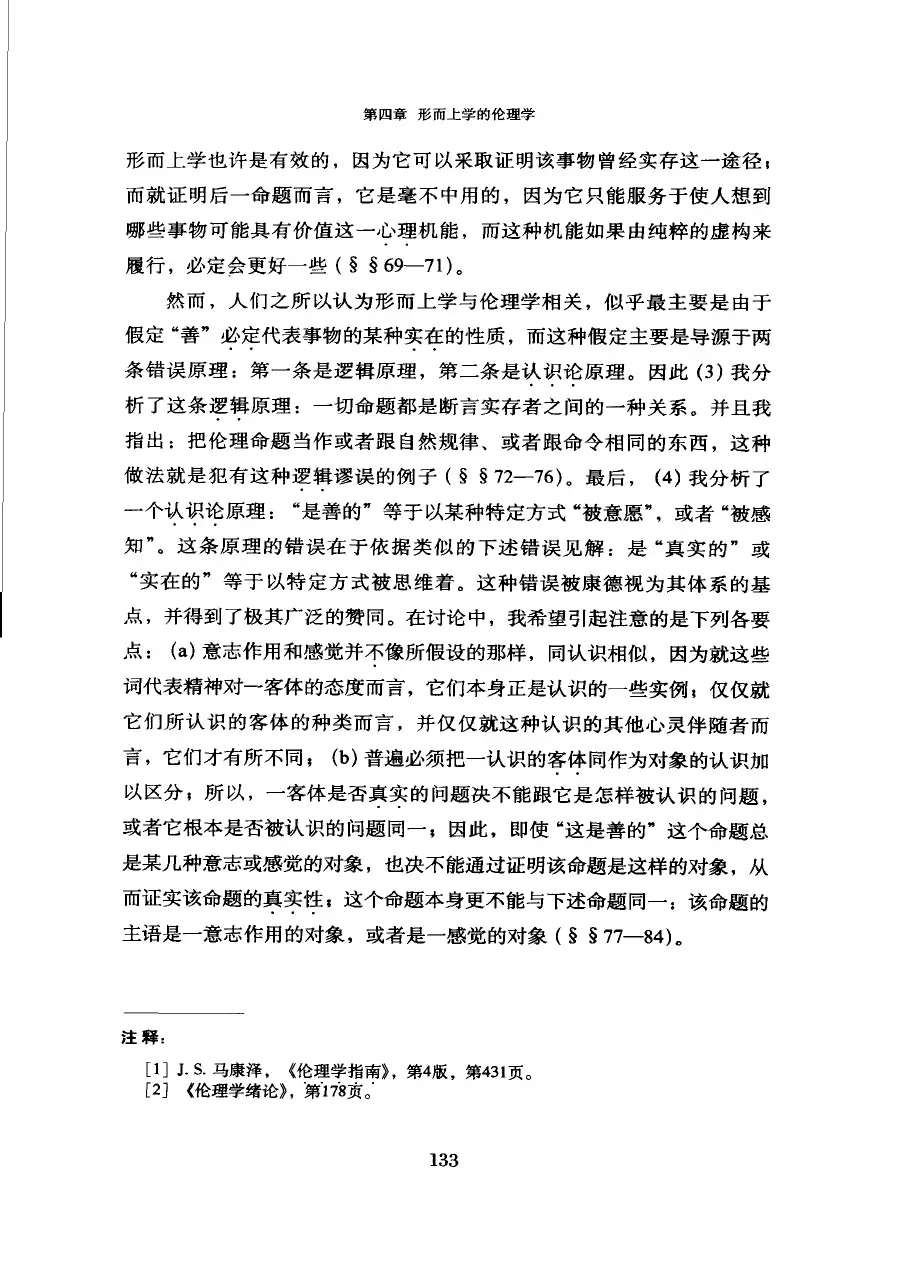 第四章 形而上学的伦理学
形而上学也许是有效的，因为它可以采取证明该事物曾经实存这一途径；
而就证明后一命题而言，它是毫不中用的，因为它只能服务于使人想到
哪些事物可能具有价值这一心理机能，而这种机能如果由纯粹的虚构来
履行，必定会更好一些（§§69—71）。
然而，人们之所以认为形而上学与伦理学相关，似乎最主要是由于
假定“善”必定代表事物的某种实在的性质，而这种假定主要是导源于两
条错误原理：第一条是逻辑原理，第二条是认识论原理。因此（3）我分
析了这条逻辑原理：一切命题都是断言实存者之间的一种关系。并且我
指出：把伦理命题当作或者跟自然规律、或者跟命令相同的东西，这种
做法就是犯有这种逻辑谬误的例子（§§72—76）。最后，（4）我分析了
一个认识论原理：“是善的”等于以某种特定方式“被意愿”，或者“被感
知”。这条原理的错误在于依据类似的下述错误见解：是“真实的”或
“实在的”等于以特定方式被思维着。这种错误被康德视为其体系的基
点，并得到了极其广泛的赞同。在讨论中，我希望引起注意的是下列各要
点：（a）意志作用和感觉并不像所假设的那样，同认识相似，因为就这些
词代表精神对一客体的态度而言，它们本身正是认识的一些实例；仅仅就
它们所认识的客体的种类而言，并仅仅就这种认识的其他心灵伴随者而
言，它们才有所不同；（b）普遍必须把一认识的客体同作为对象的认识加
以区分；所以，一客体是否真实的问题决不能跟它是怎样被认识的问题，
或者它根本是否被认识的问题同一；因此，即使“这是善的”这个命题总
是某几种意志或感觉的对象，也决不能通过证明该命题是这样的对象，从
而证实该命题的真实性；这个命题本身更不能与下述命题同一：该命题的
主语是一意志作用的对象，或者是一感觉的对象（§§77—84）。
注释：
[1] J. S. 马康泽，《伦理学指南》，第4版，第431页。
[2] 《伦理学绪论》，第178页。
133